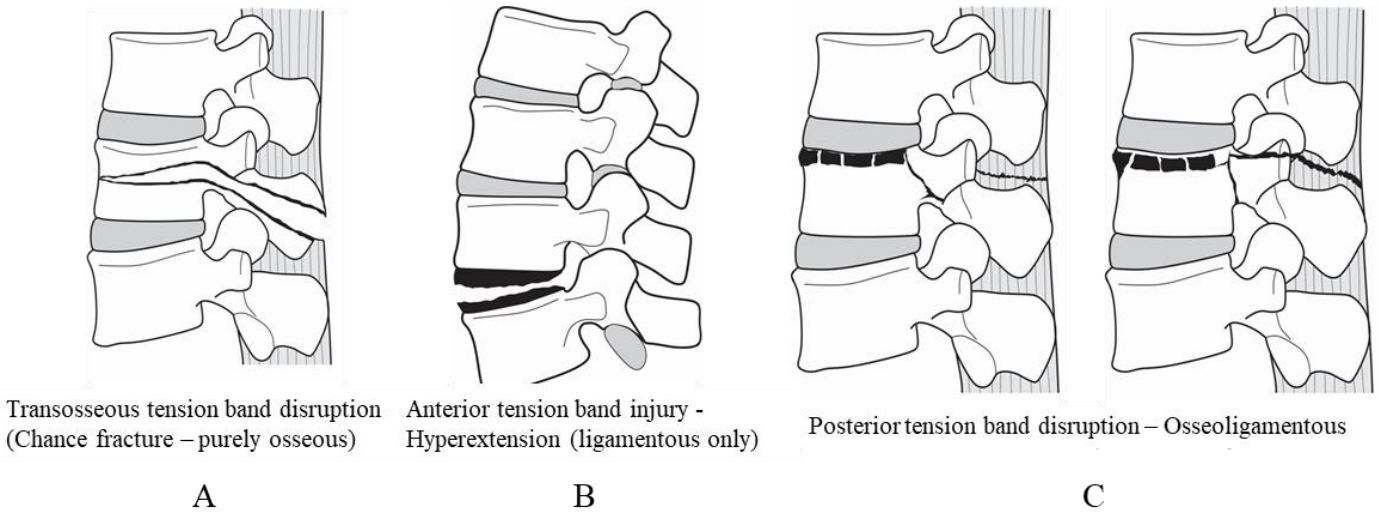 Transosseous tension band disruption
(Chance fracture – purely osseous)
Anterior tension band injury -
Hyperextension (ligamentous only)
Posterior tension band disruption – Osseoligamentous
A
B
C